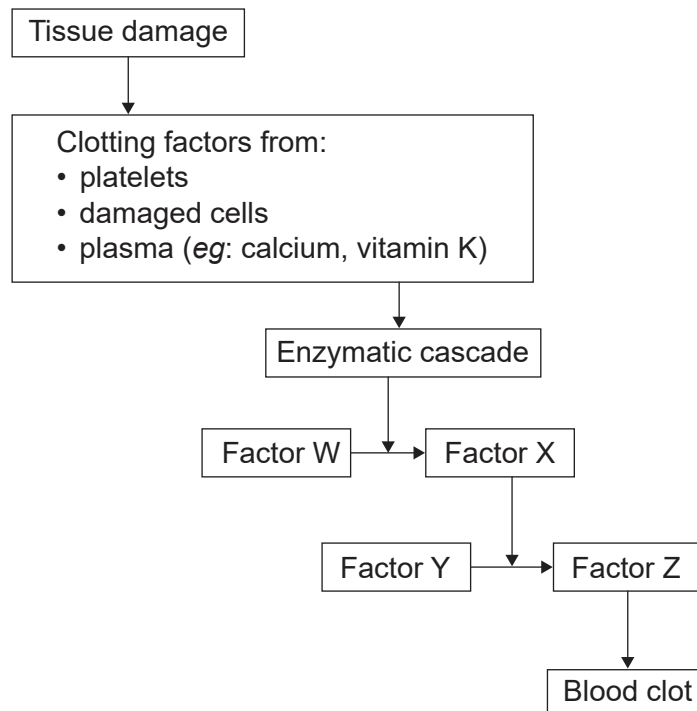 Tissue damage
Clotting factors from:
• platelets
• damaged cells
• plasma (eg: calcium, vitamin K)
Enzymatic cascade
Factor W
Factor X
Factor Y
Factor Z
Blood clot